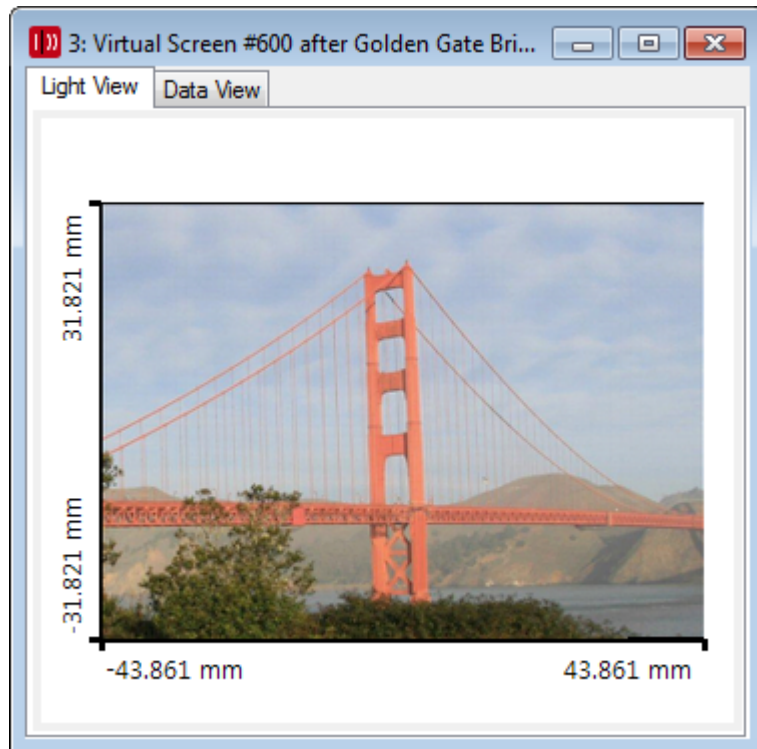 3: Virtual Screen #600 after Golden Gate Bri...
Light View
Data View
31.821 mm
-31.821 mm
-43.861 mm
43.861 mm